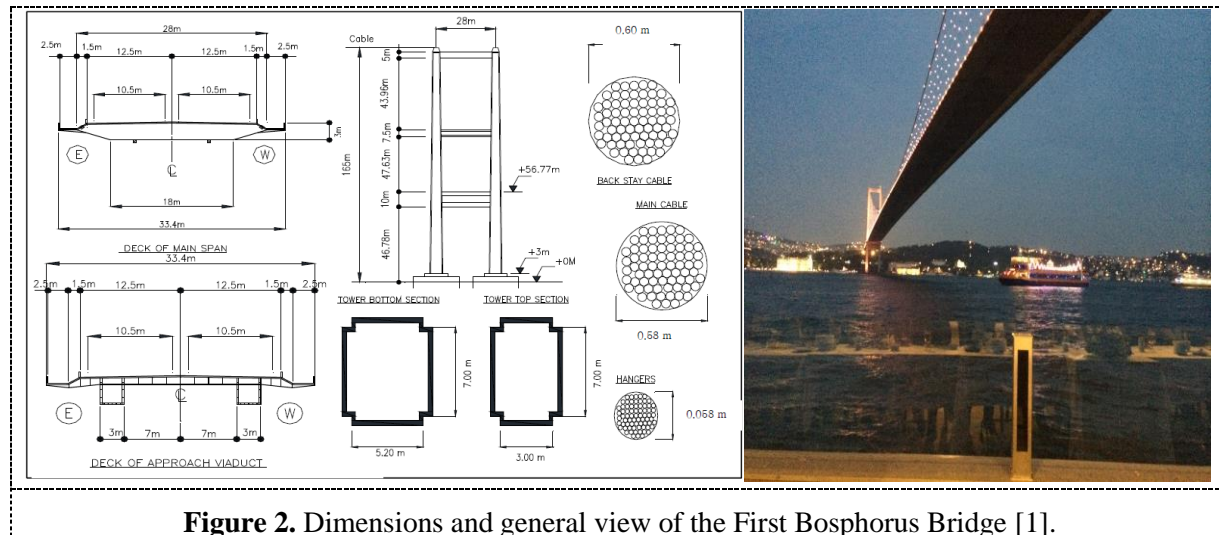 28m
2.5m 1.5m 12.5m 12.5m 1.5m 2.5m
10.5m 10.5m
3m
E W
℄
18m
33.4m
DECK OF MAIN SPAN
33.4m
2.5m 1.5m 12.5m 12.5m 1.5m 2.5m
10.5m 10.5m
℄
E W
3m 7m 7m 3m
DECK OF APPROACH VIADUCT
28m
Cable
5m
43.96m
7.5m
47.63m
165m
+56.77m
10m
46.78m
+3m
+0M
TOWER BOTTOM SECTION TOWER TOP SECTION
7.00 m 7.00 m
5.20 m 3.00 m
0.60 m
BACK STAY CABLE
MAIN CABLE
0.58 m
HANGERS
0.058 m
Figure 2. Dimensions and general view of the First Bosphorus Bridge [1].